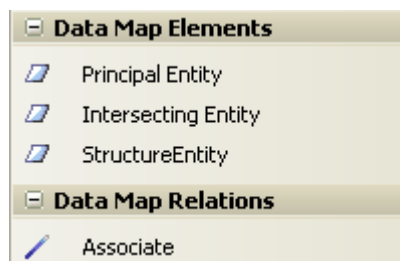 Data Map Elements
Principal Entity
Intersecting Entity
StructureEntity
Data Map Relations
Associate